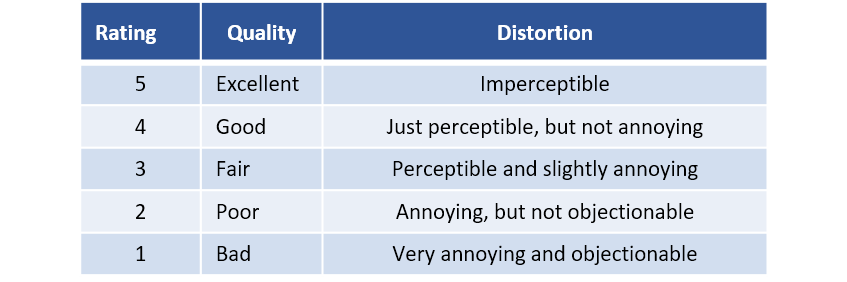 Rating Quality Distortion
5 Excellent Imperceptible
4 Good Just perceptible, but not annoying
3 Fair Perceptible and slightly annoying
2 Poor Annoying, but not objectionable
1 Bad Very annoying and objectionable